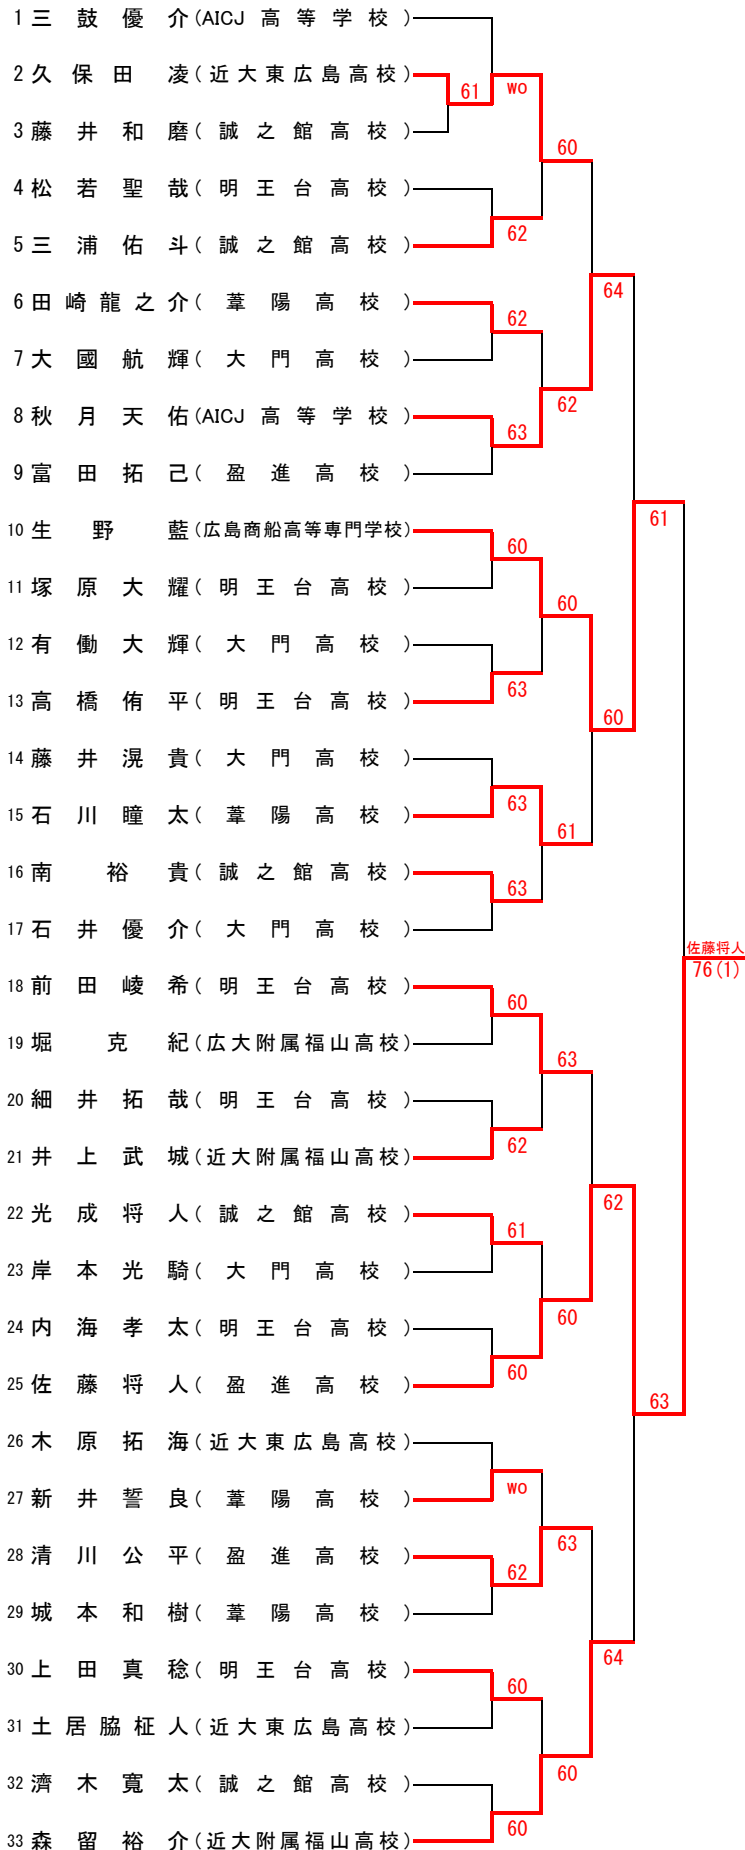 1 三鼓優介 (AICJ 高等学校)
2 久保田凌 (近大東広島高校)
61 wo
3 藤井和磨 (誠之館高校)
60
4 松若聖哉 (明王台高校)
62
5 三浦佑斗 (誠之館高校)
64
6 田崎龍之介 (葦陽高校)
62
7 大國航輝 (大門高校)
62
8 秋月天佑 (AICJ 高等学校)
63
9 富田拓己 (盈進高校)
61
10 生野藍 (広島商船高等専門学校)
60
11 塚原大耀 (明王台高校)
60
12 有働大輝 (大門高校)
63
13 高橋侑平 (明王台高校)
60
14 藤井滉貴 (大門高校)
63
15 石川瞳太 (葦陽高校)
61
16 南裕貴 (誠之館高校)
63
17 石井優介 (大門高校)
佐藤将人
76(1)
18 前田崚希 (明王台高校)
60
19 堀克紀 (広大附属福山高校)
63
20 細井拓哉 (明王台高校)
62
21 井上武城 (近大附属福山高校)
62
22 光成将人 (誠之館高校)
61
23 岸本光騎 (大門高校)
60
24 内海孝太 (明王台高校)
60
25 佐藤将人 (盈進高校)
63
26 木原拓海 (近大東広島高校)
wo
27 新井誓良 (葦陽高校)
63
28 清川公平 (盈進高校)
62
29 城本和樹 (葦陽高校)
64
30 上田真稔 (明王台高校)
60
31 土居脇柾人 (近大東広島高校)
60
32 濟木寛太 (誠之館高校)
60
33 森留裕介 (近大附属福山高校)